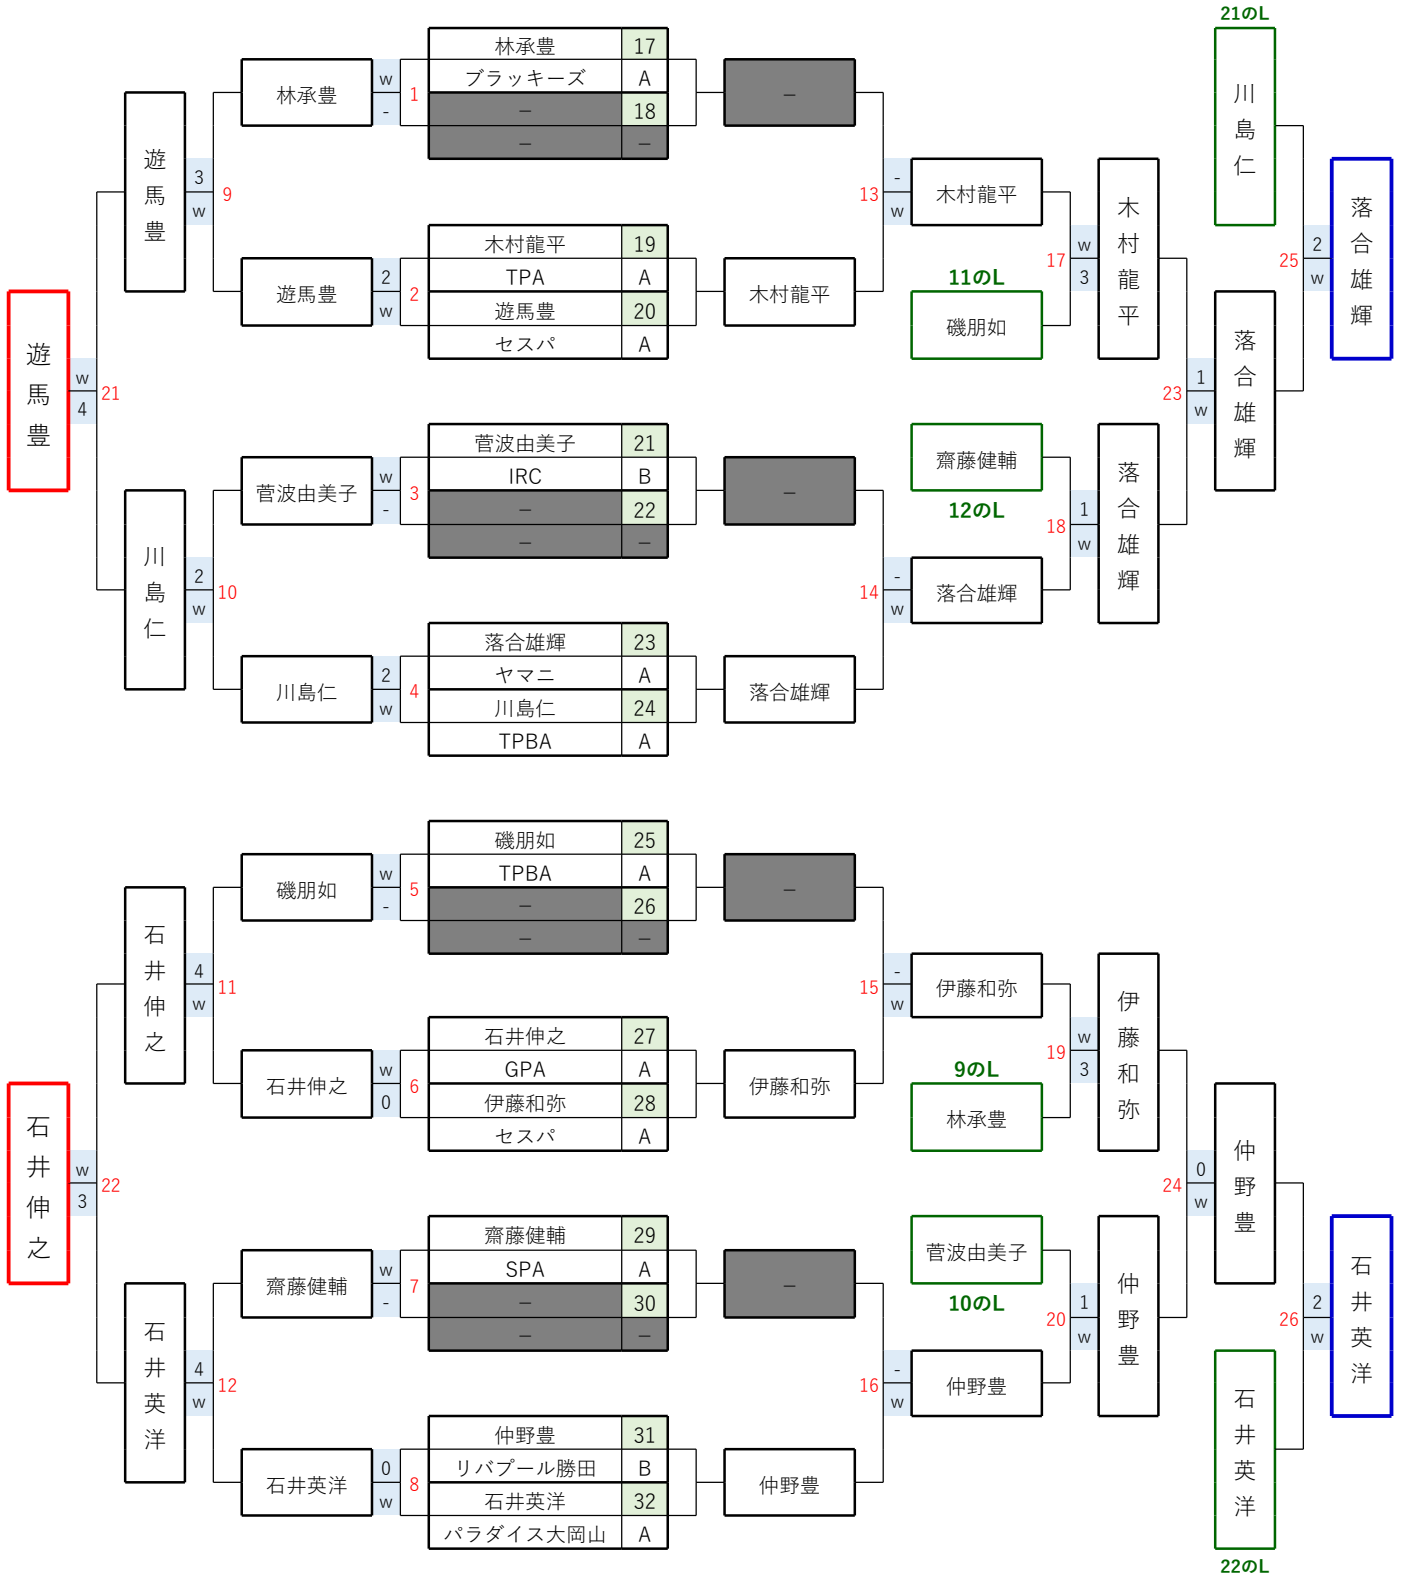 21のL
川島仁
林承豊 17
ブラッキーズ A
－ 18
－ －
林承豊
w
-
1
－
遊馬豊
3
w
9
13
-
w
木村龍平
木村龍平
落合雄輝
木村龍平 19
TPA A
遊馬豊 20
セスパ A
遊馬豊
2
w
2
木村龍平
17
w
3
25
2
w
11のL
磯朋如
遊馬豊
w
4
21
23
1
w
落合雄輝
菅波由美子 21
IRC B
－ 22
－ －
菅波由美子
w
-
3
－
齋藤健輔
12のL
18
1
w
落合雄輝
川島仁
2
w
10
14
-
w
落合雄輝
落合雄輝 23
ヤマニ A
川島仁 24
TPBA A
川島仁
2
w
4
落合雄輝
磯朋如 25
TPBA A
－ 26
－ －
磯朋如
w
-
5
－
石井伸之
4
w
11
15
-
w
伊藤和弥
伊藤和弥
石井伸之 27
GPA A
伊藤和弥 28
セスパ A
石井伸之
w
0
6
伊藤和弥
19
w
3
9のL
林承豊
石井伸之
w
3
22
24
0
w
仲野豊
齋藤健輔 29
SPA A
－ 30
－ －
齋藤健輔
w
-
7
－
菅波由美子
10のL
20
1
w
仲野豊
26
2
w
石井英洋
石井英洋
4
w
12
16
-
w
仲野豊
仲野豊 31
リバプール勝田 B
石井英洋 32
パラダイス大岡山 A
石井英洋
0
w
8
仲野豊
石井英洋
22のL